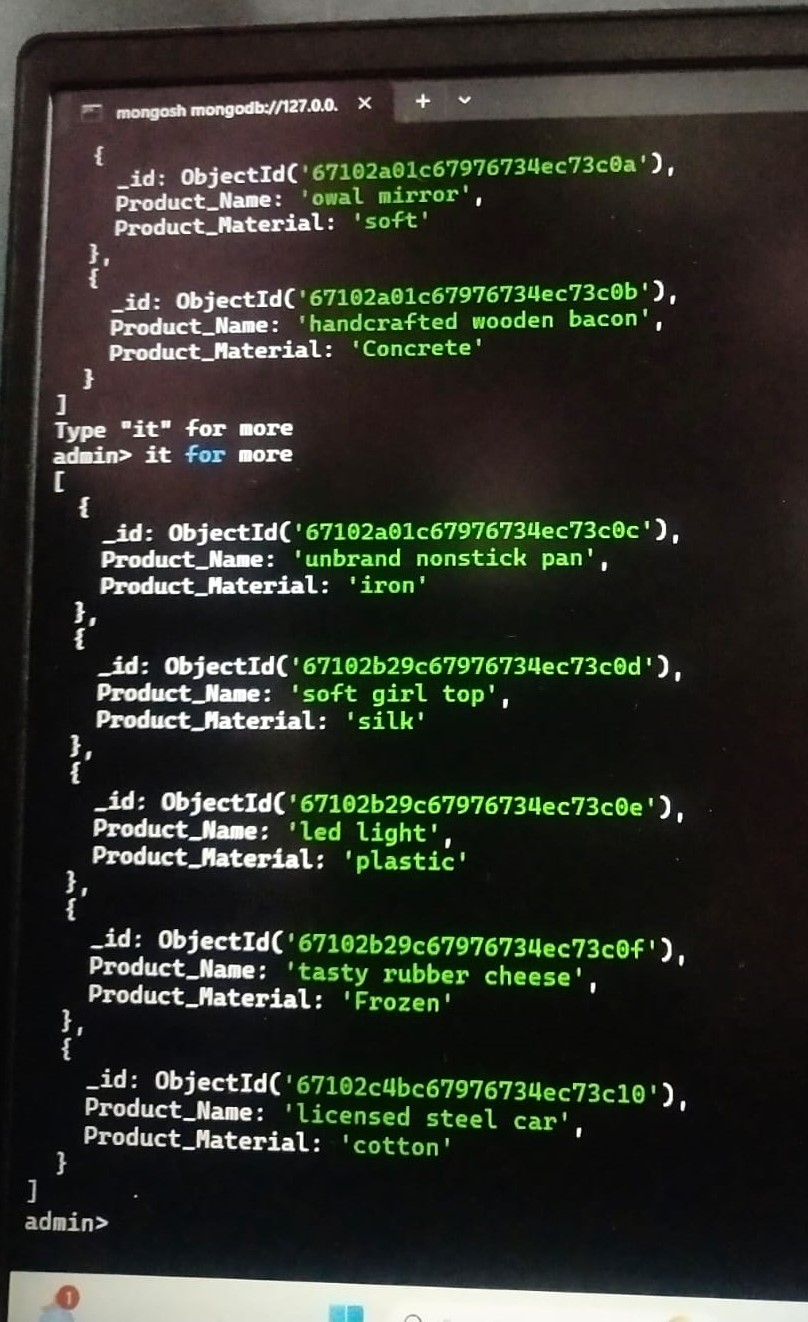 mongosh mongodb://127.0.0.
{
_id: ObjectId('67102a01c67976734ec73c0a'),
Product_Name: 'owal mirror',
Product_Material: 'soft'
},
{
_id: ObjectId('67102a01c67976734ec73c0b'),
Product_Name: 'handcrafted wooden bacon',
Product_Material: 'Concrete'
}
]
Type "it" for more
admin> it for more
[
{
_id: ObjectId('67102a01c67976734ec73c0c'),
Product_Name: 'unbrand nonstick pan',
Product_Material: 'iron'
},
{
_id: ObjectId('67102b29c67976734ec73c0d'),
Product_Name: 'soft girl top',
Product_Material: 'silk'
},
{
_id: ObjectId('67102b29c67976734ec73c0e'),
Product_Name: 'led light',
Product_Material: 'plastic'
},
{
_id: ObjectId('67102b29c67976734ec73c0f'),
Product_Name: 'tasty rubber cheese',
Product_Material: 'Frozen'
},
{
_id: ObjectId('67102c4bc67976734ec73c10'),
Product_Name: 'licensed steel car',
Product_Material: 'cotton'
}
]
admin>
1